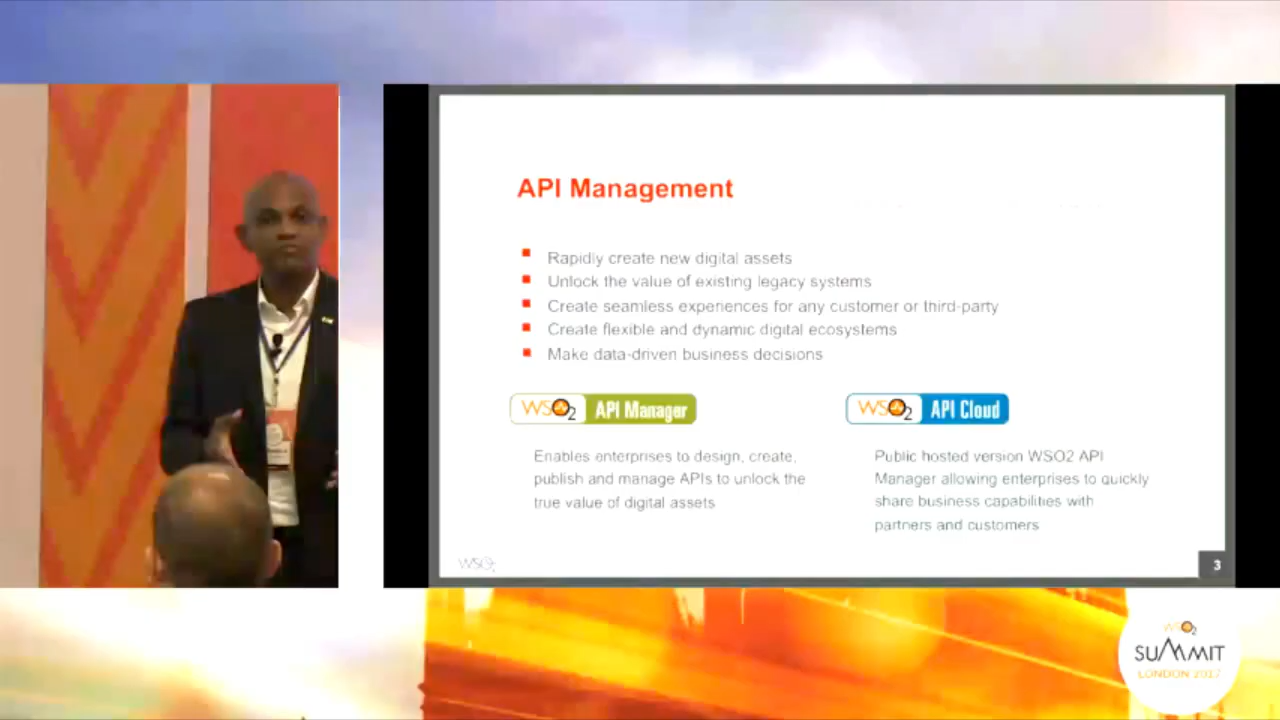 API Management
Rapidly create new digital assets
Unlock the value of existing legacy systems
Create seamless experiences for any customer or third-party
Create flexible and dynamic digital ecosystems
Make data-driven business decisions
WSO2 API Manager
WSO2 API Cloud
Enables enterprises to design, create,
publish and manage APIs to unlock the
true value of digital assets
Public hosted version WSO2 API
Manager allowing enterprises to quickly
share business capabilities with
partners and customers
WSO2
3
WSO2
SUMMIT
LONDON 2017